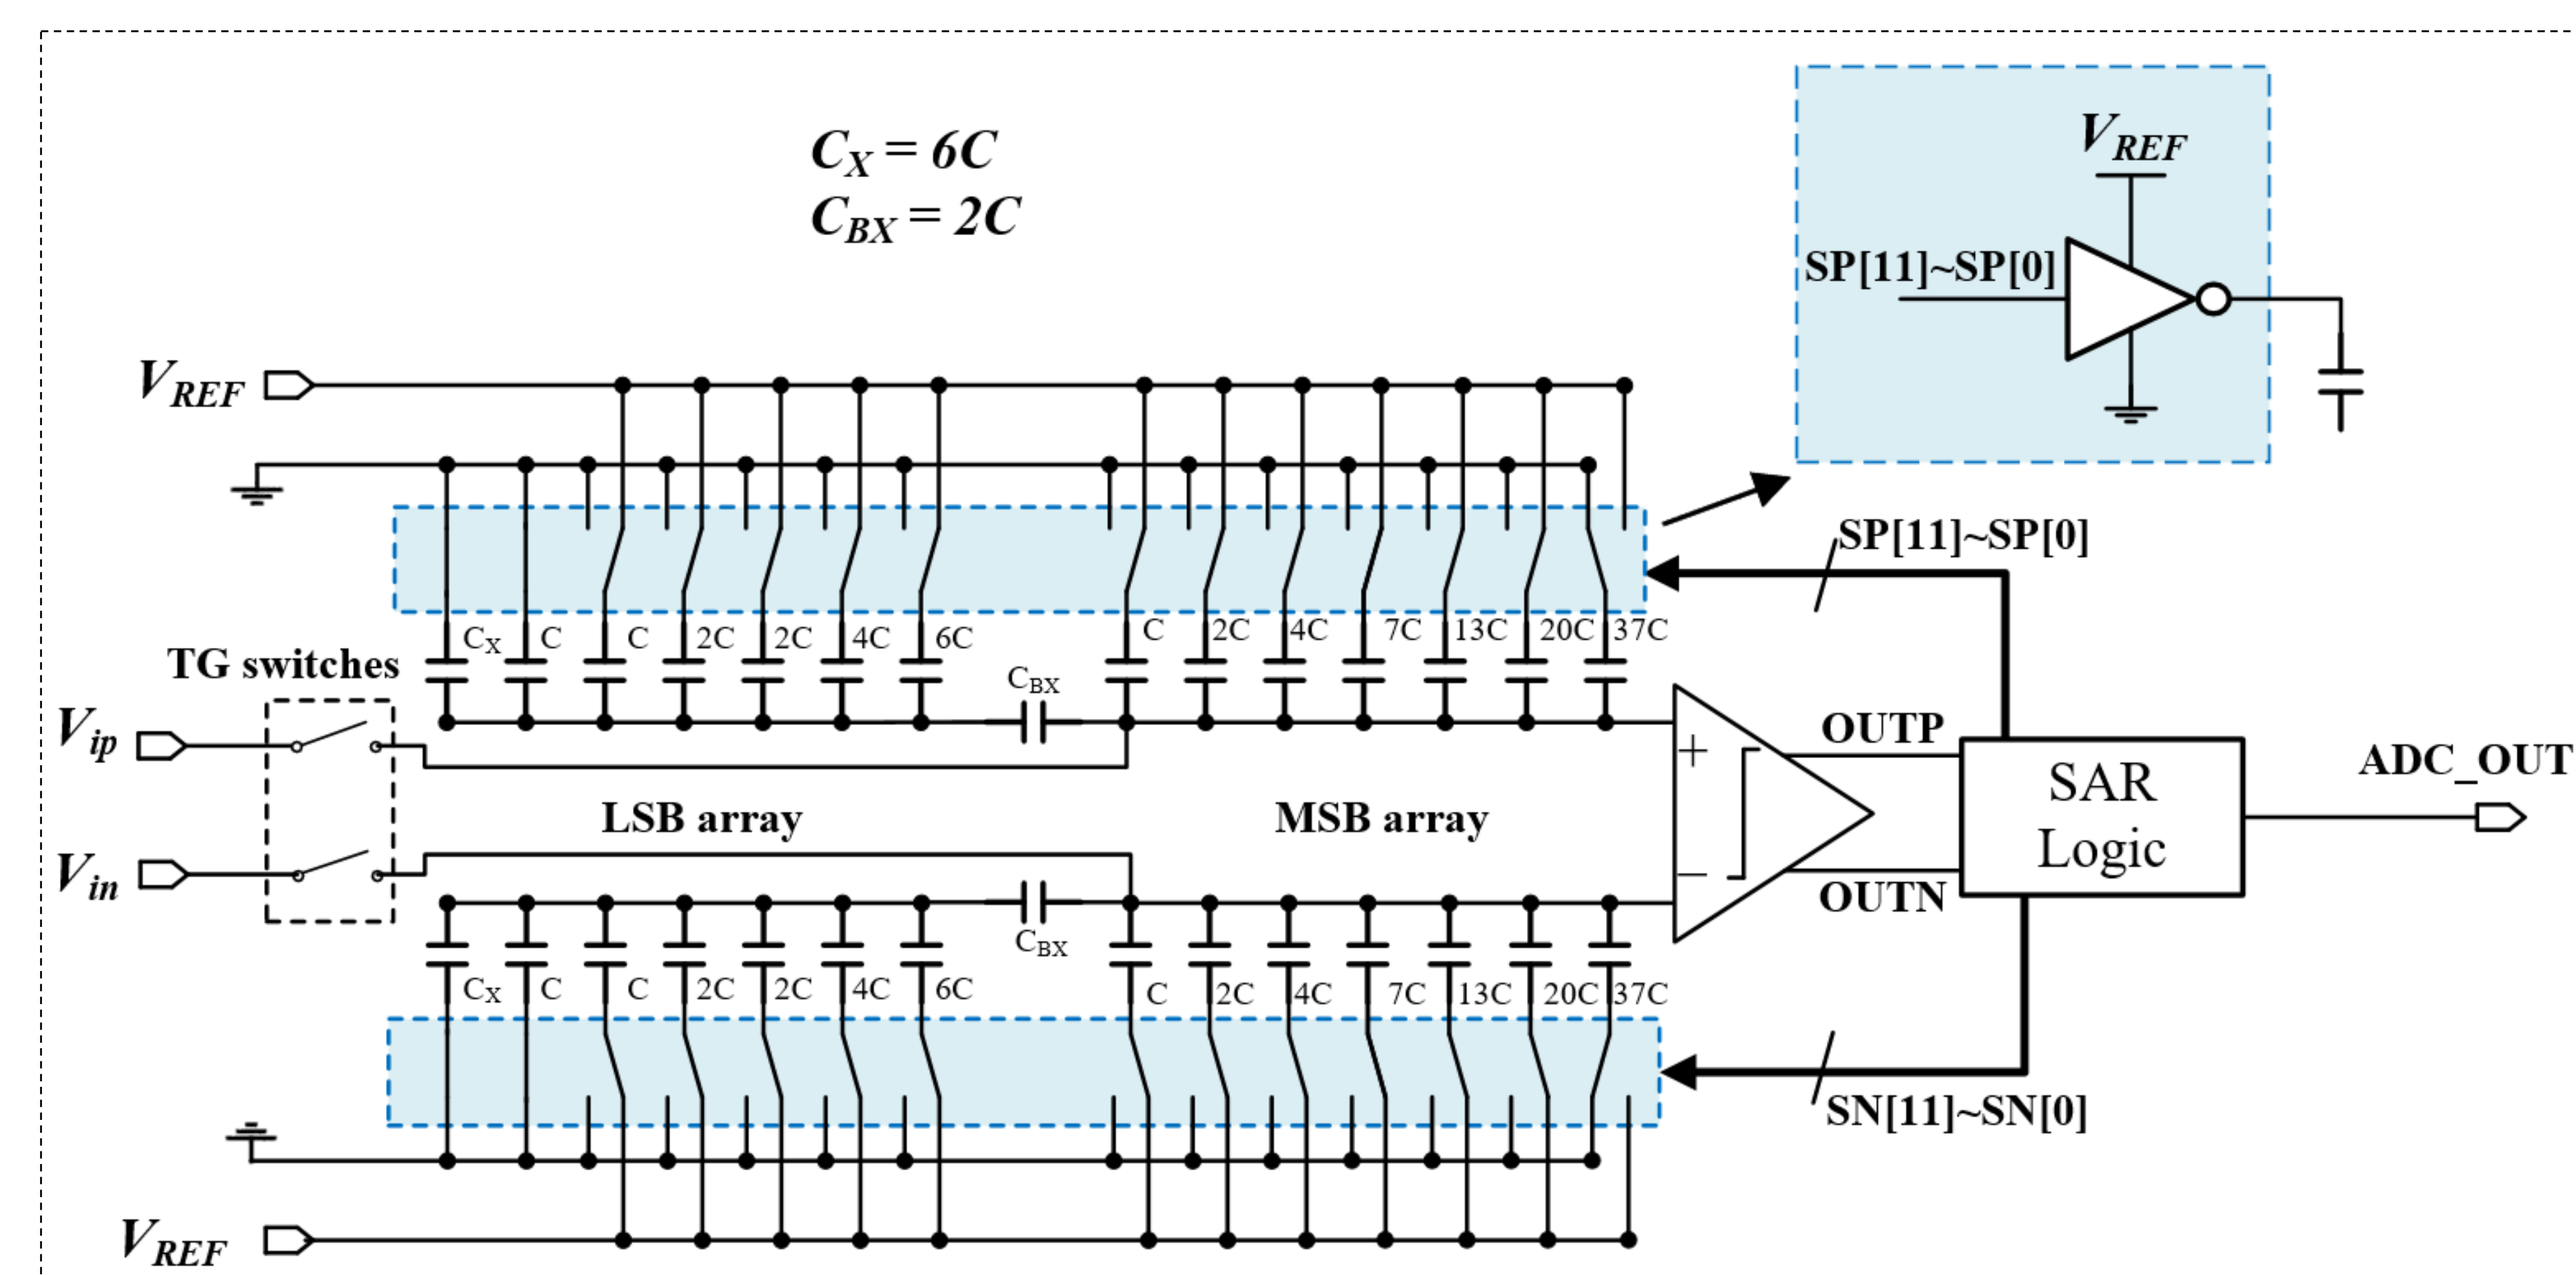 C_X = 6C
C_BX = 2C
V_REF
SP[11]~SP[0]
V_REF
SP[11]~SP[0]
C_X C C 2C 2C 4C 6C C 2C 4C 7C 13C 20C 37C
TG switches
C_BX
V_ip
+
OUTP
SAR
Logic
ADC_OUT
LSB array
MSB array
V_in
−
OUTN
C_BX
C_X C C 2C 2C 4C 6C C 2C 4C 7C 13C 20C 37C
SN[11]~SN[0]
V_REF